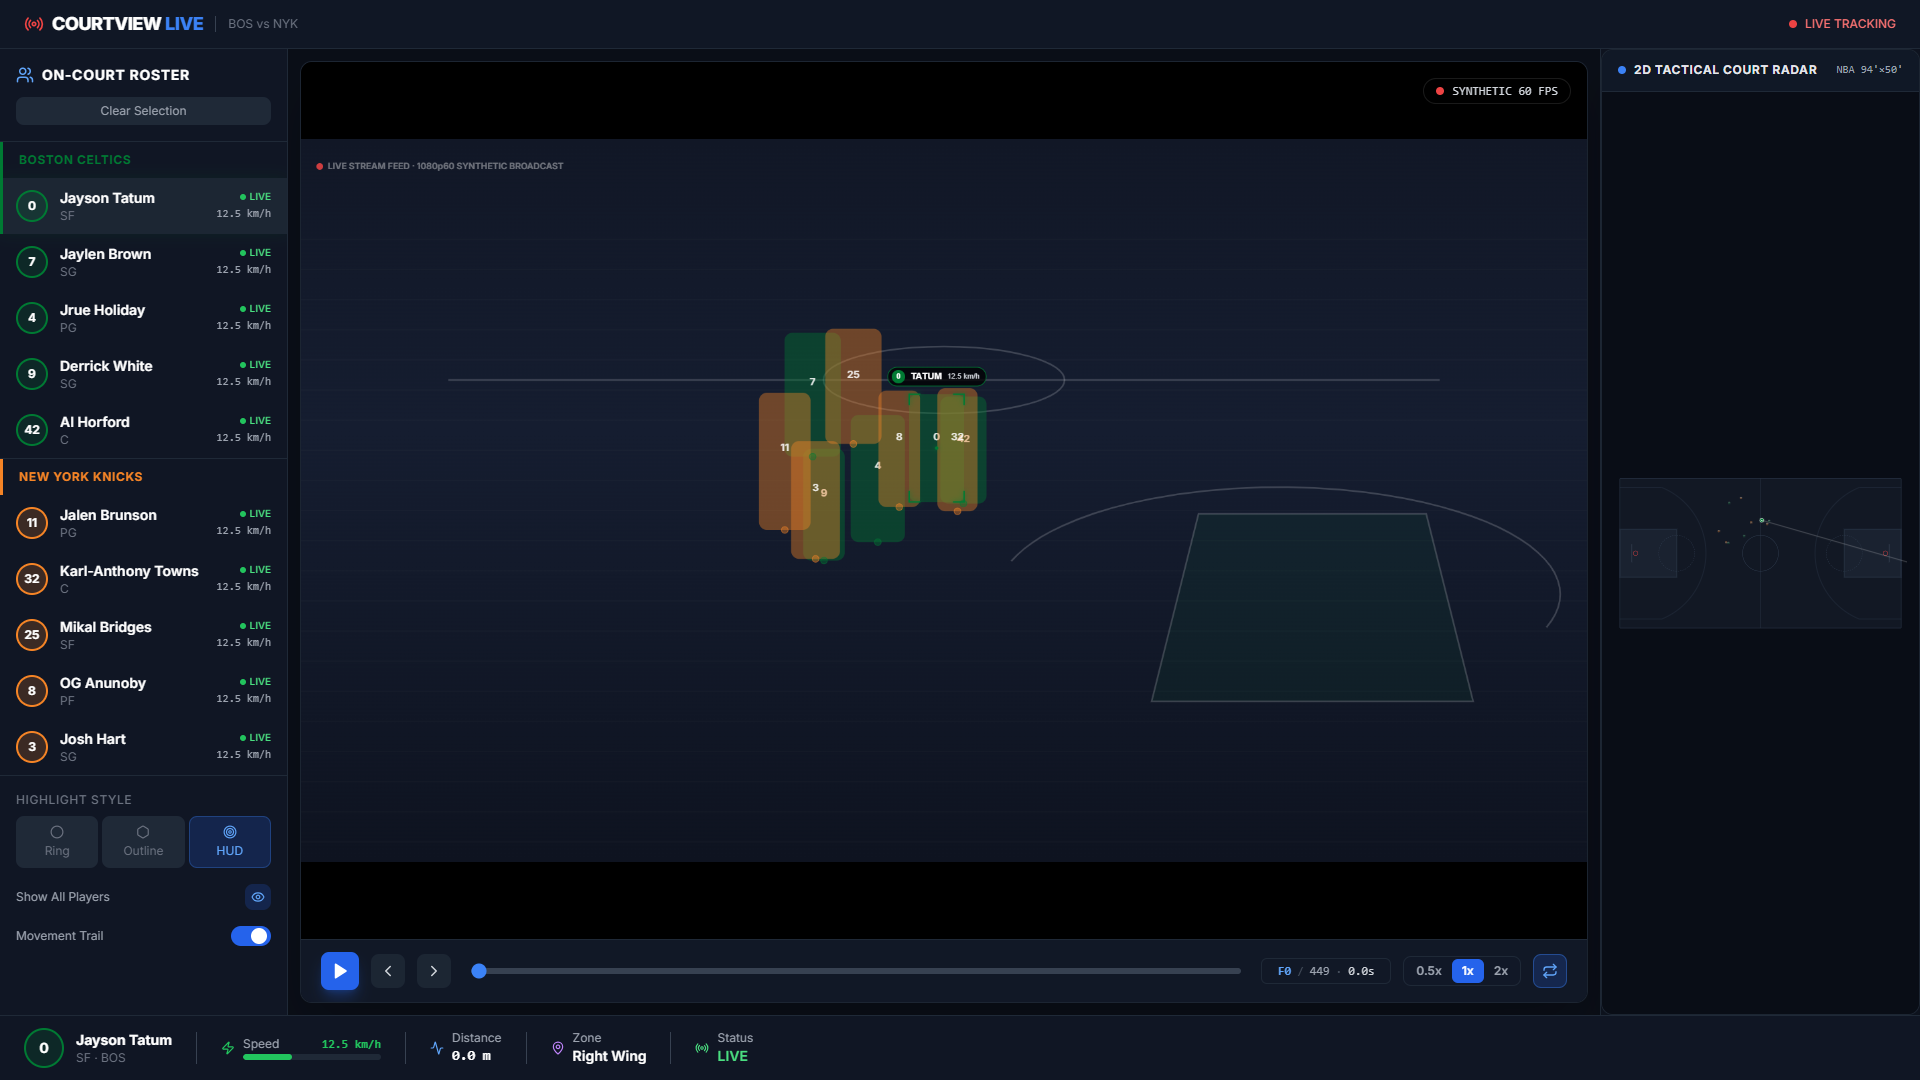 COURTVIEW LIVE
BOS vs NYK
LIVE TRACKING
ON-COURT ROSTER
Clear Selection
BOSTON CELTICS
0
Jayson Tatum
SF
LIVE
12.5 km/h
7
Jaylen Brown
SG
LIVE
12.5 km/h
4
Jrue Holiday
PG
LIVE
12.5 km/h
9
Derrick White
SG
LIVE
12.5 km/h
42
Al Horford
C
LIVE
12.5 km/h
NEW YORK KNICKS
11
Jalen Brunson
PG
LIVE
12.5 km/h
32
Karl-Anthony Towns
C
LIVE
12.5 km/h
25
Mikal Bridges
SF
LIVE
12.5 km/h
8
OG Anunoby
PF
LIVE
12.5 km/h
3
Josh Hart
SG
LIVE
12.5 km/h
HIGHLIGHT STYLE
Ring
Outline
HUD
Show All Players
Movement Trail
SYNTHETIC 60 FPS
LIVE STREAM FEED · 1080p60 SYNTHETIC BROADCAST
7
25
0 TATUM 12.5 km/h
11
8
0
32
42
4
3
9
F0 / 449 · 0.0s
0.5x
1x
2x
2D TACTICAL COURT RADAR
NBA 94'×50'
0
Jayson Tatum
SF · BOS
Speed
12.5 km/h
Distance
0.0 m
Zone
Right Wing
Status
LIVE